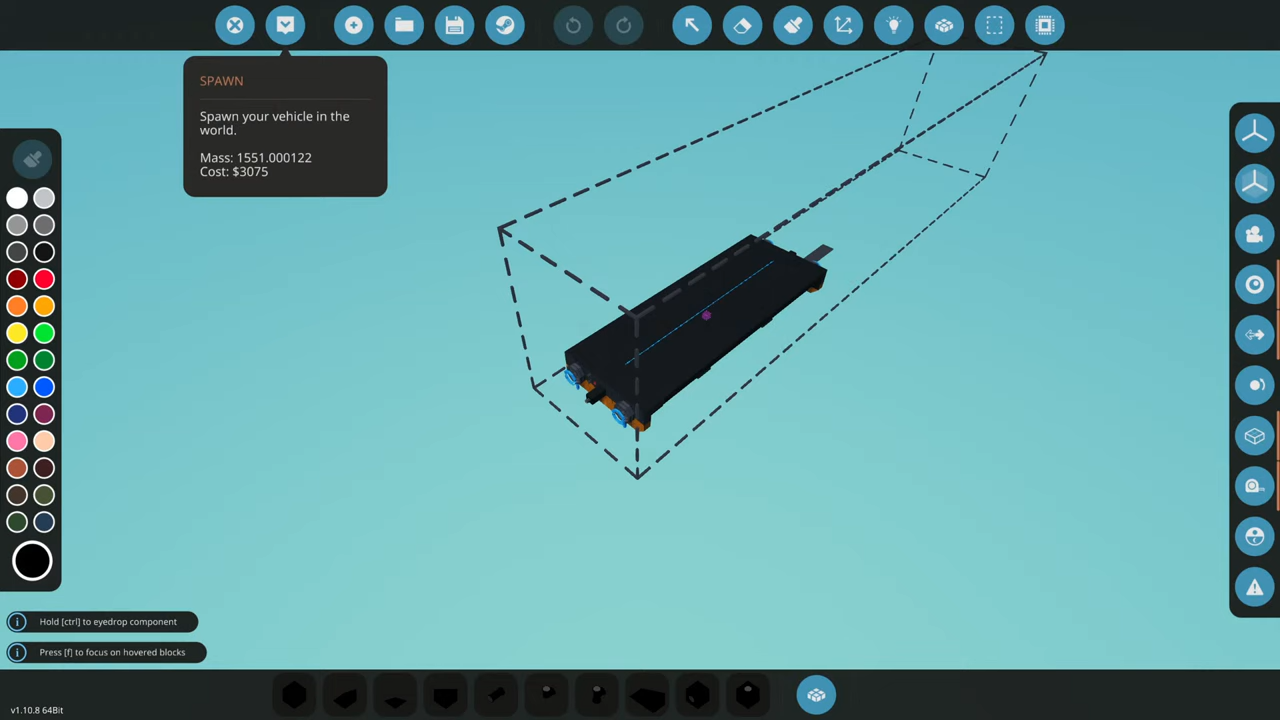 SPAWN
Spawn your vehicle in the
world.
Mass: 1551.000122
Cost: $3075
Hold [ctrl] to eyedrop component
Press [f] to focus on hovered blocks
v1.10.8 64Bit